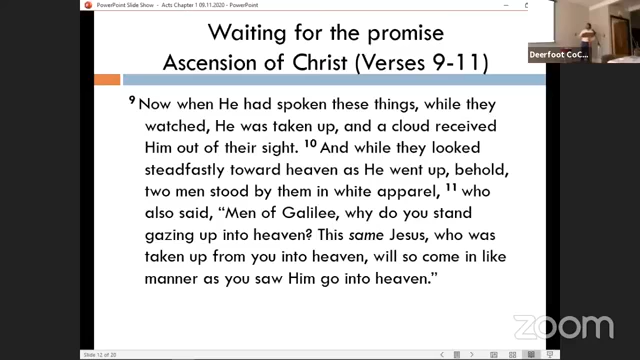 PowerPoint Slide Show - Acts Chapter 1 09.11.2020 - PowerPoint
Waiting for the promise
Ascension of Christ (Verses 9-11)
Deerfoot CoC...
9 Now when He had spoken these things, while they
watched, He was taken up, and a cloud received
Him out of their sight. 10 And while they looked
steadfastly toward heaven as He went up, behold,
two men stood by them in white apparel, 11 who
also said, “Men of Galilee, why do you stand
gazing up into heaven? This same Jesus, who was
taken up from you into heaven, will so come in like
manner as you saw Him go into heaven.”
zoom
Slide 12 of 20